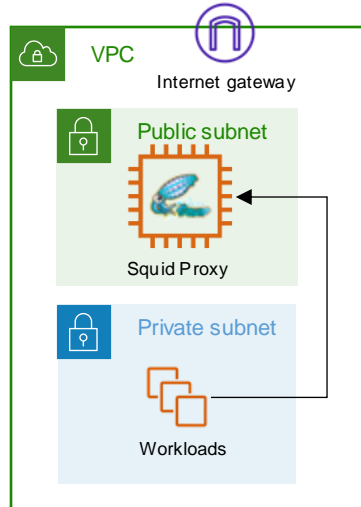 VPC
Internet gateway
Public subnet
Squid Proxy
Private subnet
Workloads